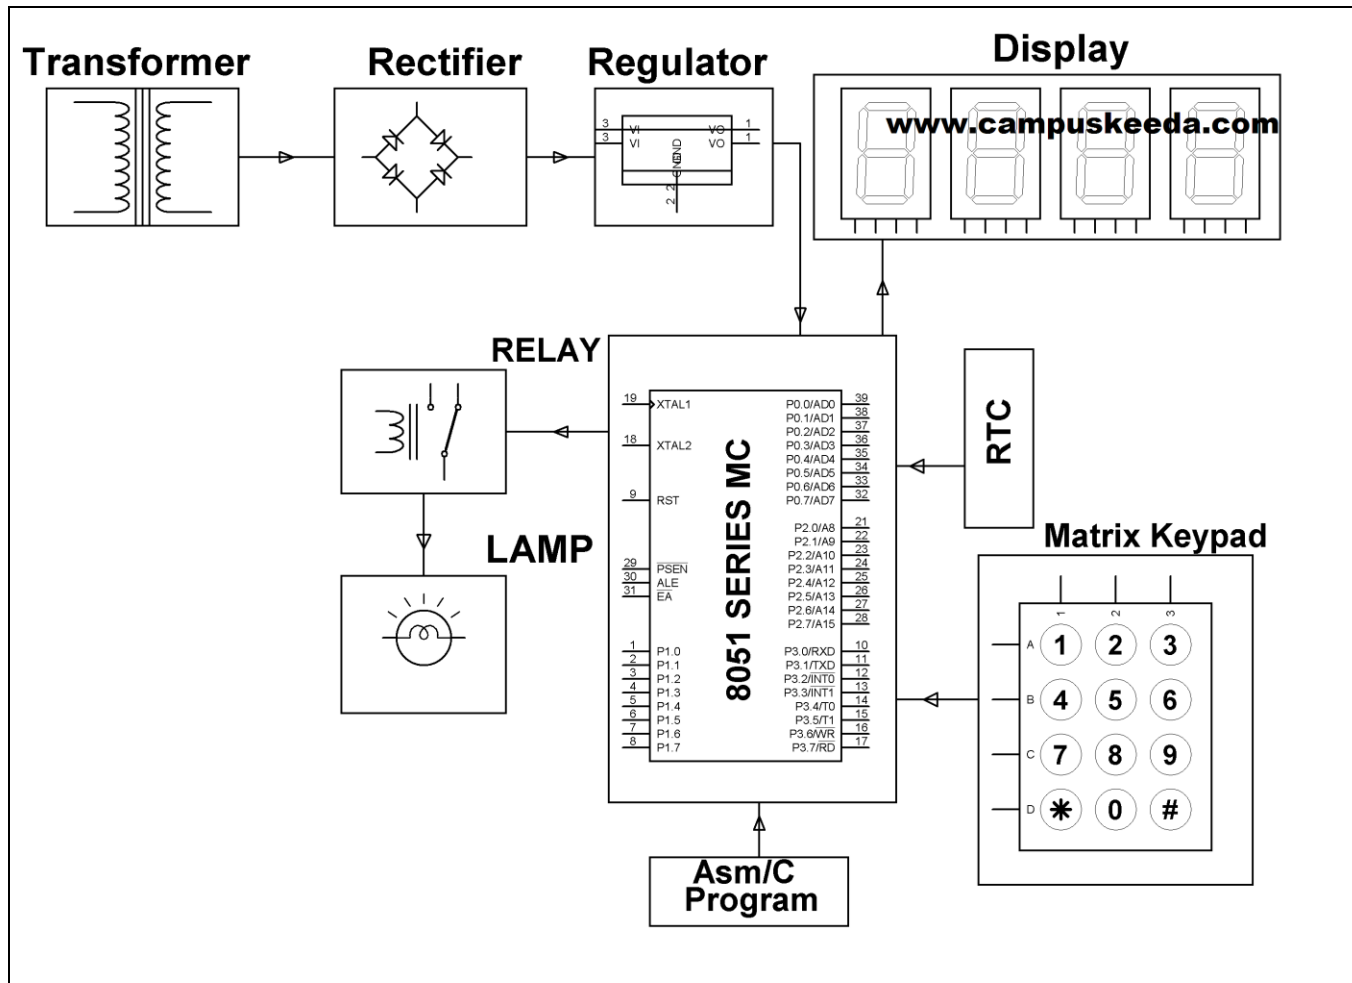 Transformer
Rectifier
Regulator
Display
3 VI VO 1
3 VI VO 1
GND
GND
2
2
www.campuskeeda.com
RELAY
LAMP
8051 SERIES MC
19 XTAL1
18 XTAL2
9 RST
29 PSEN
30 ALE
31 EA
1 P1.0
2 P1.1
3 P1.2
4 P1.3
5 P1.4
6 P1.5
7 P1.6
8 P1.7
P0.0/AD0 39
P0.1/AD1 38
P0.2/AD2 37
P0.3/AD3 36
P0.4/AD4 35
P0.5/AD5 34
P0.6/AD6 33
P0.7/AD7 32
P2.0/A8 21
P2.1/A9 22
P2.2/A10 23
P2.3/A11 24
P2.4/A12 25
P2.5/A13 26
P2.6/A14 27
P2.7/A15 28
P3.0/RXD 10
P3.1/TXD 11
P3.2/INT0 12
P3.3/INT1 13
P3.4/T0 14
P3.5/T1 15
P3.6/WR 16
P3.7/RD 17
RTC
Matrix Keypad
1 2 3
A 1 2 3
B 4 5 6
C 7 8 9
D * 0 #
Asm/C
Program